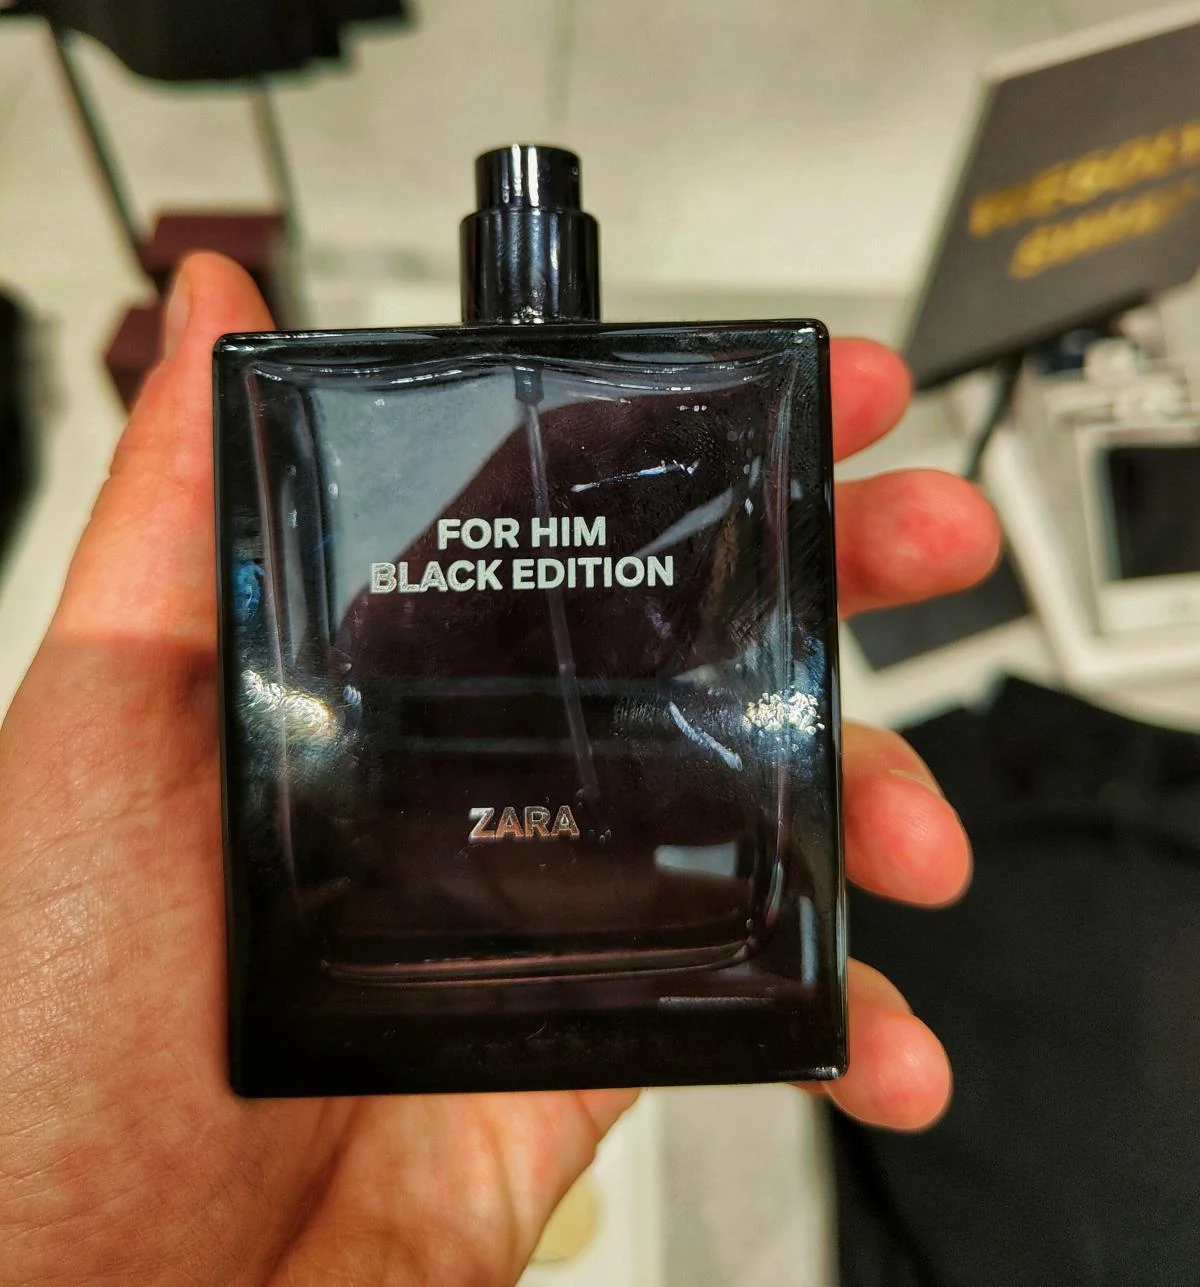 FOR HIM
BLACK EDITION
ZARA